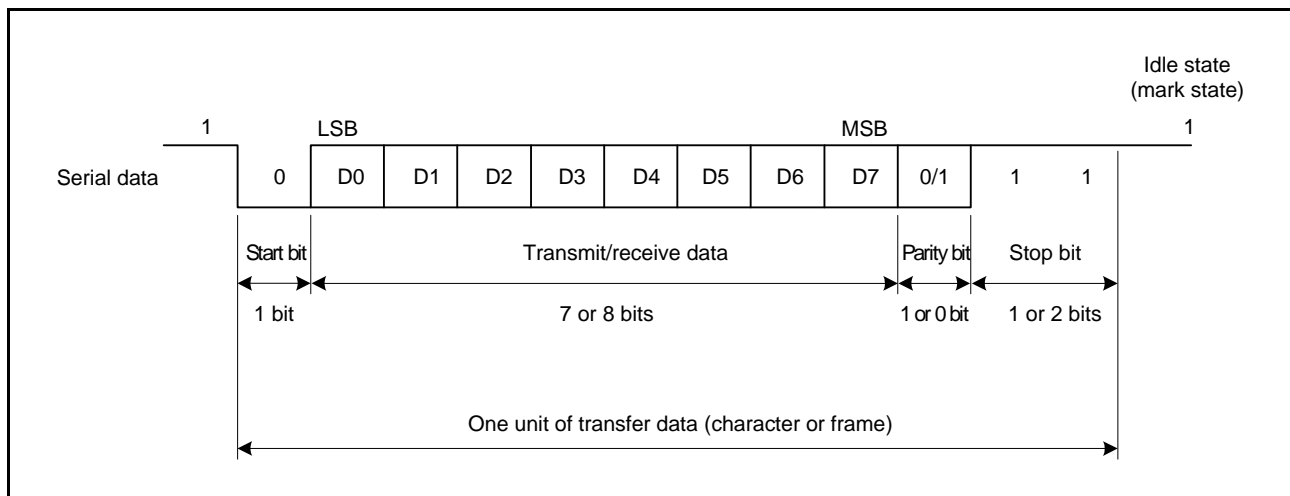 Idle state
(mark state)
1 LSB MSB 1
Serial data 0 D0 D1 D2 D3 D4 D5 D6 D7 0/1 1 1
Start bit Transmit/receive data Parity bit Stop bit
1 bit 7 or 8 bits 1 or 0 bit 1 or 2 bits
One unit of transfer data (character or frame)